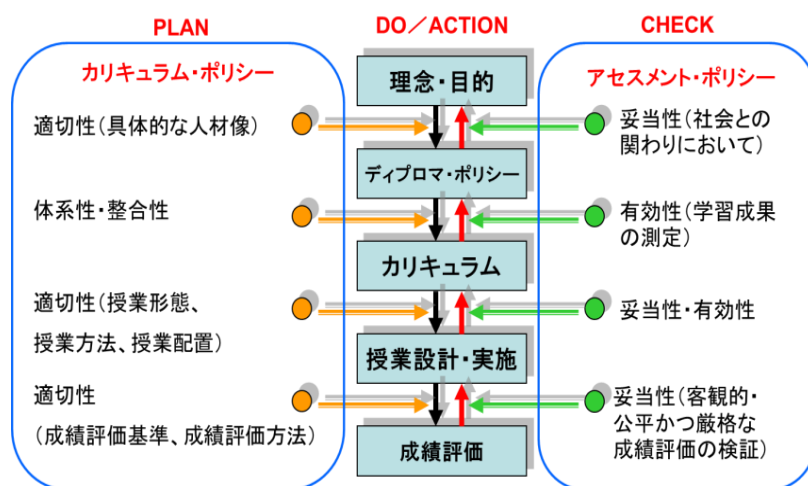 PLAN
カリキュラム・ポリシー
適切性(具体的な人材像)
体系性・整合性
適切性(授業形態、
授業方法、授業配置)
適切性
(成績評価基準、成績評価方法)
DO／ACTION
理念・目的
ディプロマ・ポリシー
カリキュラム
授業設計・実施
成績評価
CHECK
アセスメント・ポリシー
妥当性(社会との
関わりにおいて)
有効性(学習成果
の測定)
妥当性・有効性
妥当性(客観的・
公平かつ厳格な
成績評価の検証)